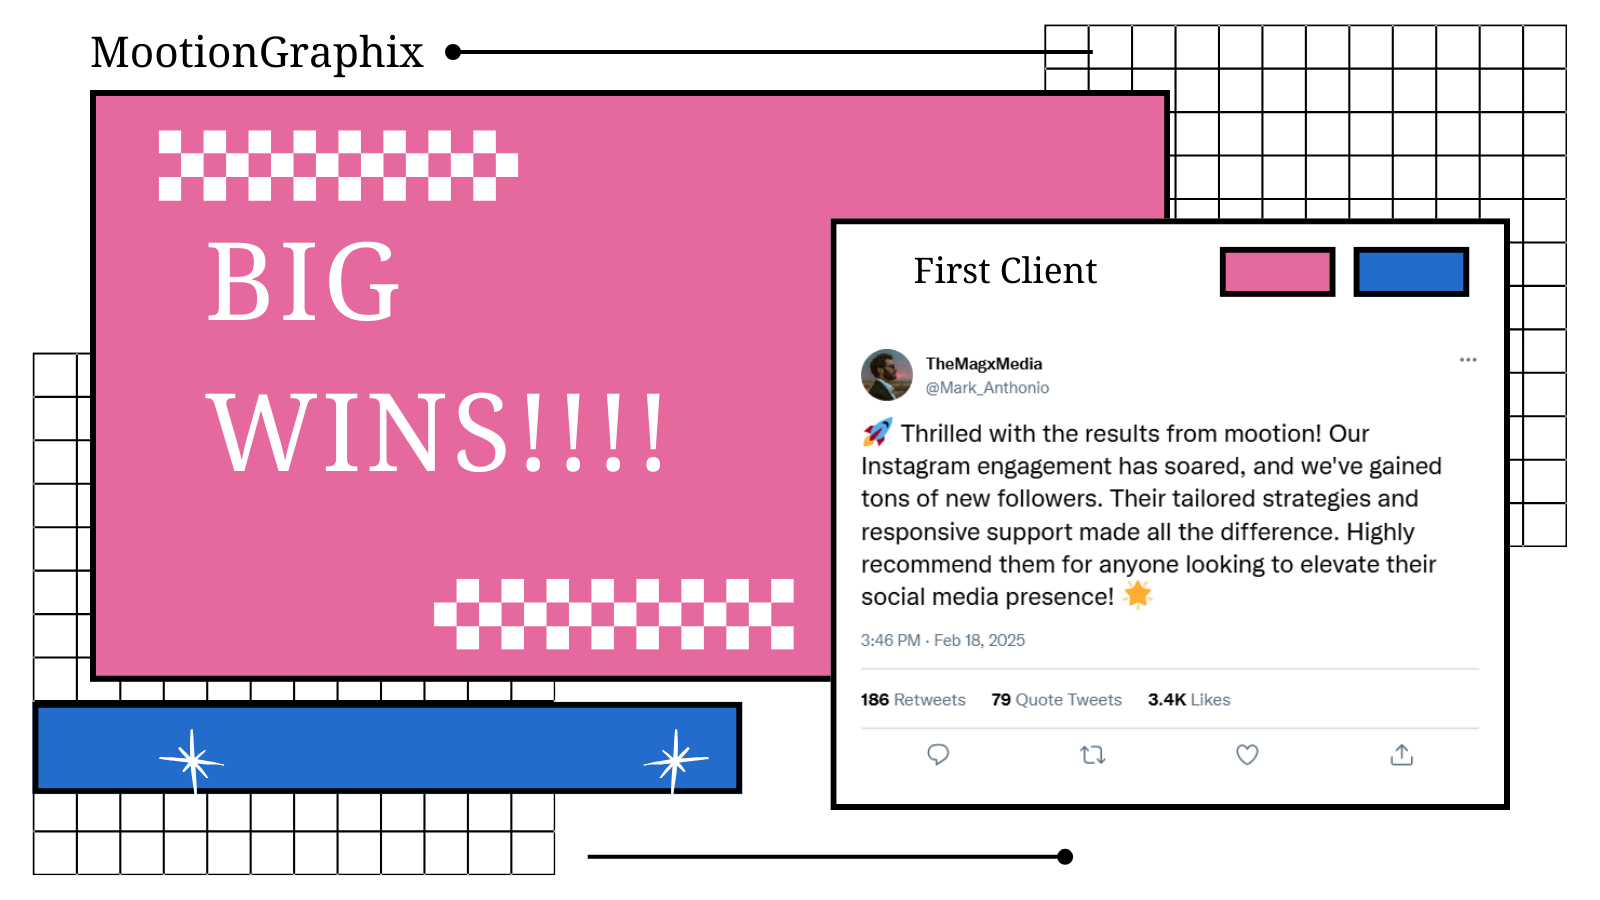 MootionGraphix
BIG
WINS!!!!
First Client
TheMagxMedia
@Mark_Anthonio
🚀 Thrilled with the results from mootion! Our
Instagram engagement has soared, and we've gained
tons of new followers. Their tailored strategies and
responsive support made all the difference. Highly
recommend them for anyone looking to elevate their
social media presence! 🌟
3:46 PM · Feb 18, 2025
186 Retweets 79 Quote Tweets 3.4K Likes